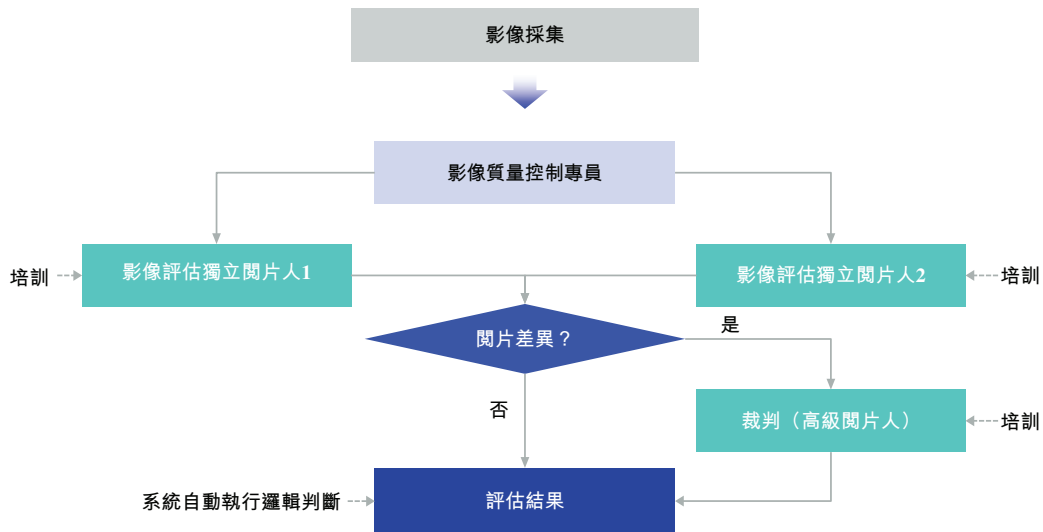 影像採集
影像質量控制專員
影像評估獨立閱片人1
影像評估獨立閱片人2
培訓
培訓
閱片差異？
是
否
裁判（高級閱片人）
培訓
系統自動執行邏輯判斷
評估結果